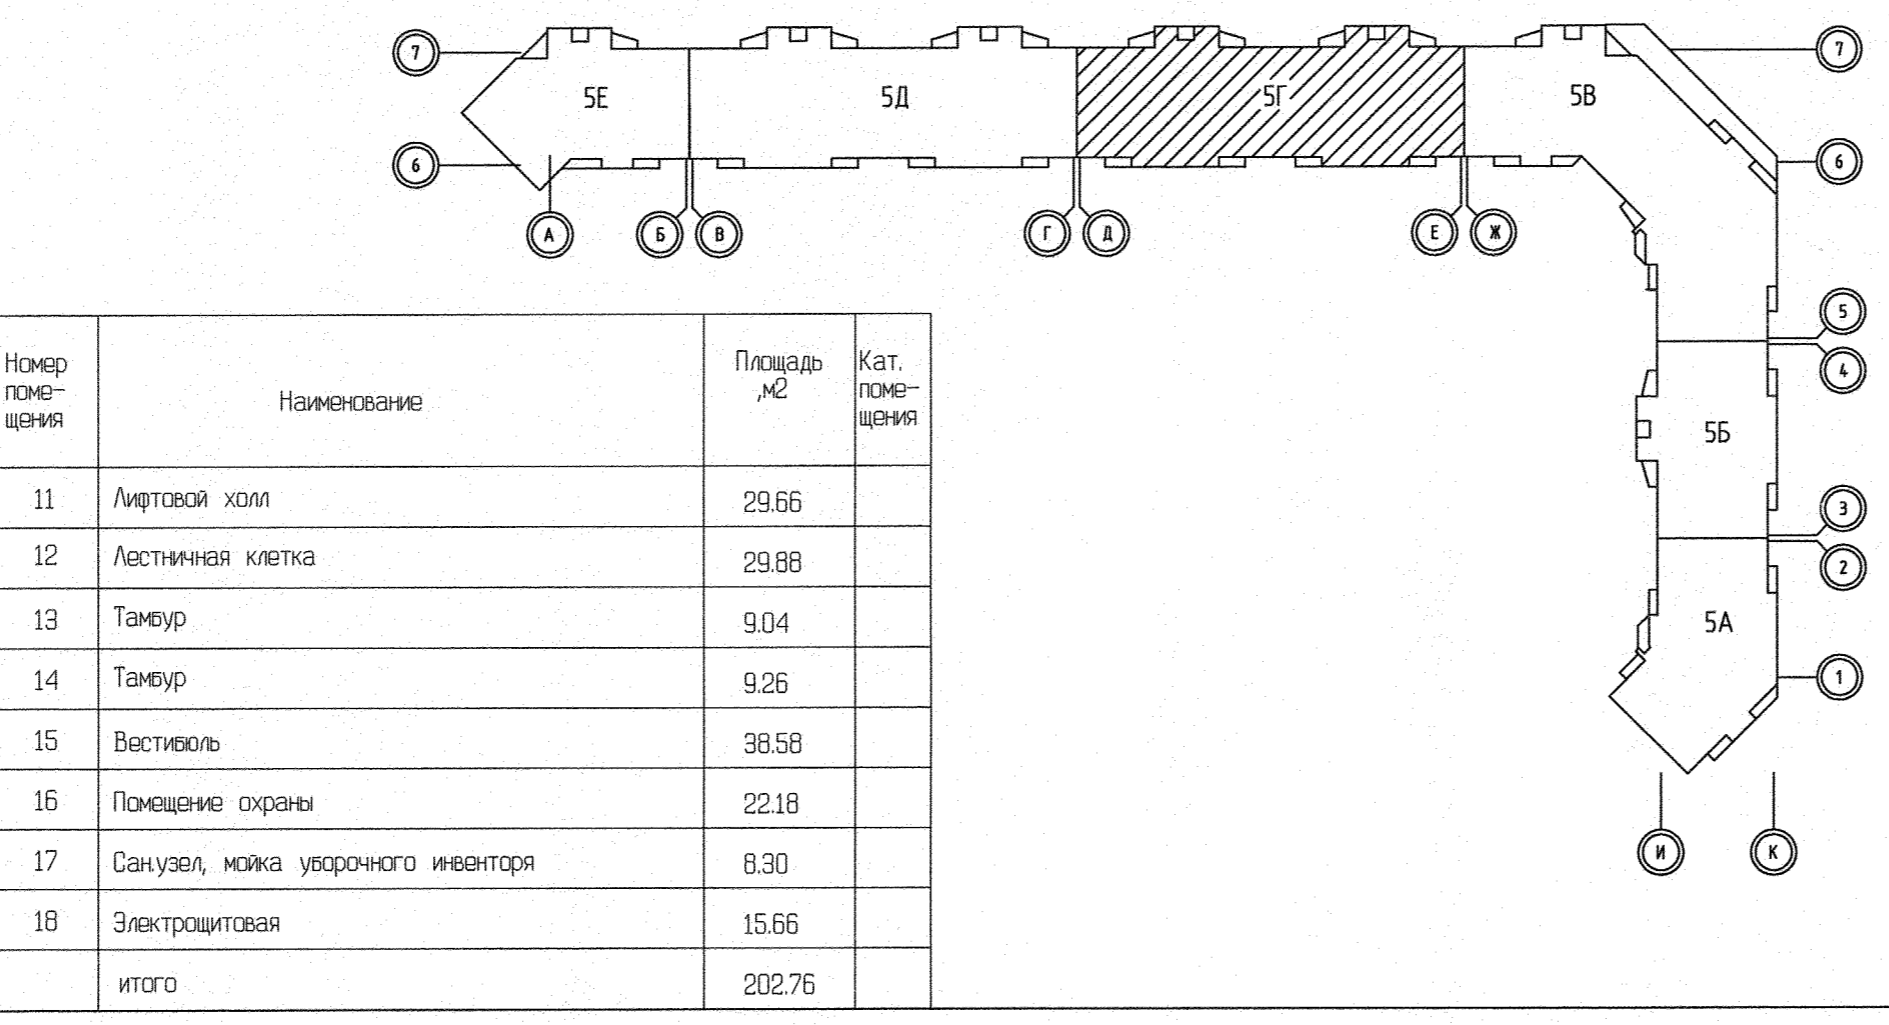 7
5Е
5Д
5Г
5В
7
6
6
А
Б
В
Г
Д
Е
Ж
5
4
5Б
3
2
5А
1
И
К
Номер
поме-
щения
Наименование
Площадь
,м2
Кат.
поме-
щения
11 Лифтовой холл 29.66
12 Лестничная клетка 29.88
13 Тамбур 9.04
14 Тамбур 9.26
15 Вестибюль 38.58
16 Помещение охраны 22.18
17 Сан.узел, мойка уборочного инвенторя 8.30
18 Электрощитовая 15.66
итого 202.76